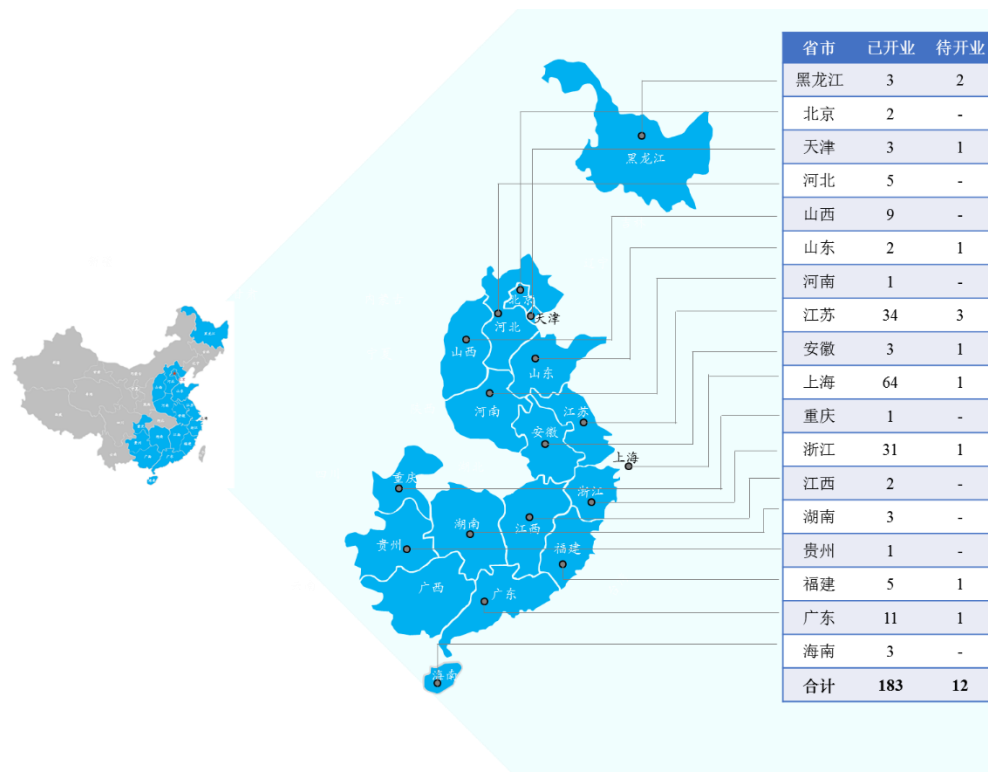 省市 已开业 待开业
黑龙江 3 2
北京 2 -
天津 3 1
河北 5 -
山西 9 -
山东 2 1
河南 1 -
江苏 34 3
安徽 3 1
上海 64 1
重庆 1 -
浙江 31 1
江西 2 -
湖南 3 -
贵州 1 -
福建 5 1
广东 11 1
海南 3 -
合计 183 12
黑龙江
北京
天津
河北
山西
山东
河南
江苏
安徽
上海
重庆
浙江
湖南
江西
贵州
福建
广西
广东
海南